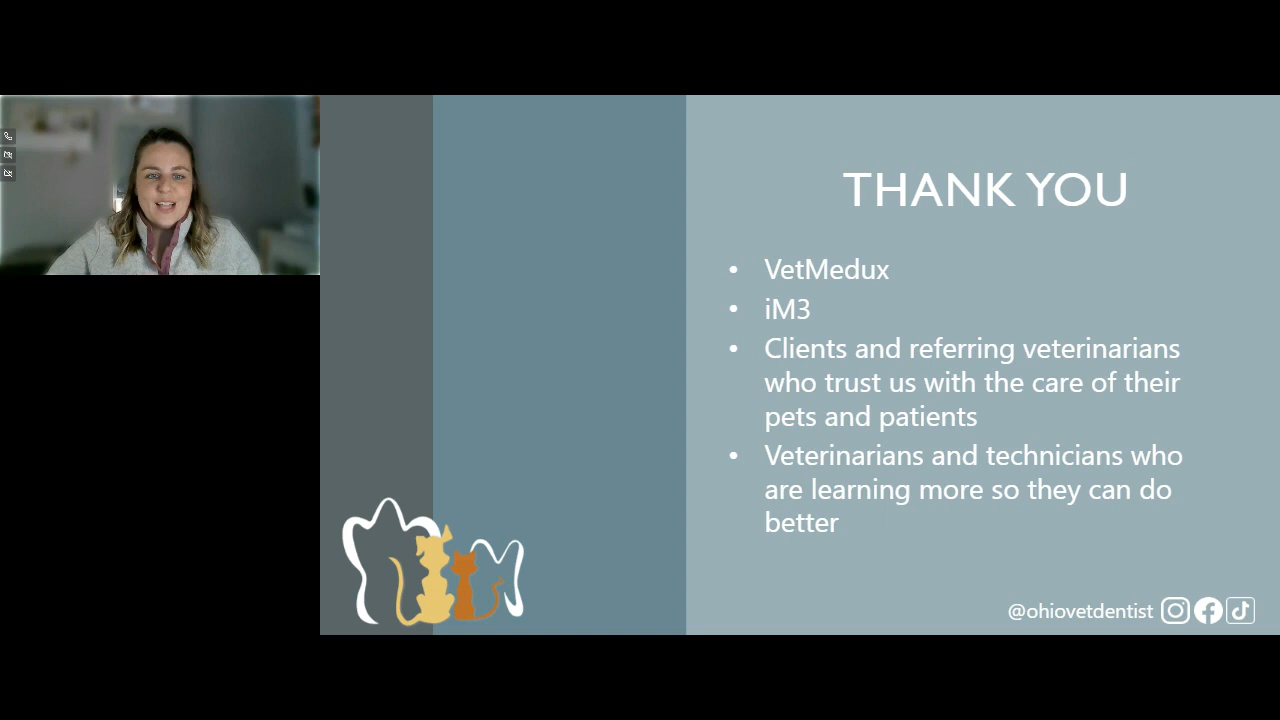 THANK YOU
• VetMedux
• iM3
• Clients and referring veterinarians
who trust us with the care of their
pets and patients
• Veterinarians and technicians who
are learning more so they can do
better
@ohiovetdentist